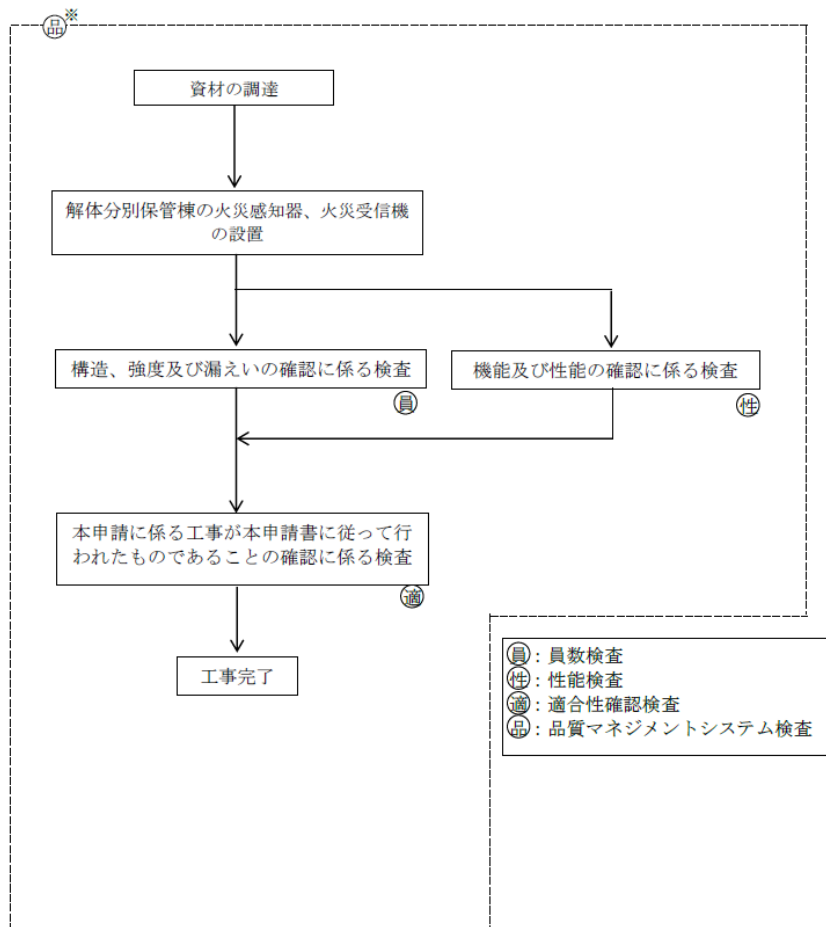 品※
資材の調達
解体分別保管棟の火災感知器、火災受信機
の設置
構造、強度及び漏えいの確認に係る検査
員
機能及び性能の確認に係る検査
性
本申請に係る工事が本申請書に従って行
われたものであることの確認に係る検査
適
工事完了
員：員数検査
性：性能検査
適：適合性確認検査
品：品質マネジメントシステム検査